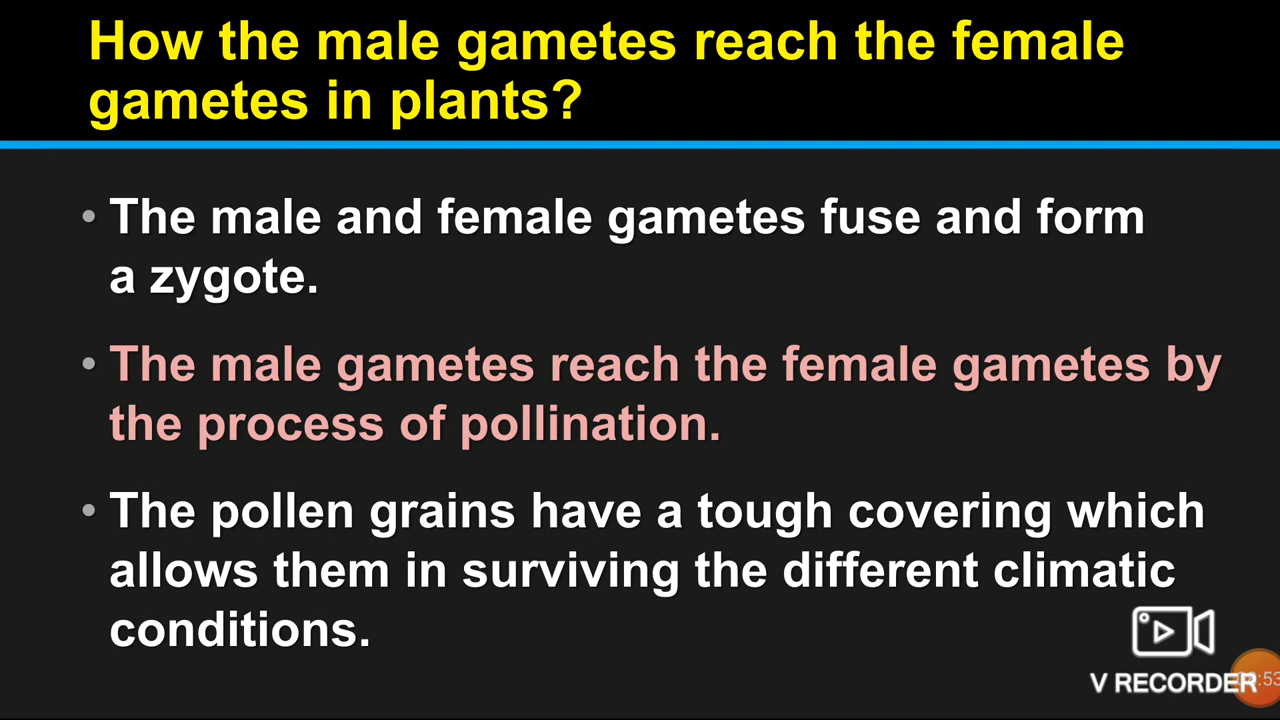 How the male gametes reach the female
gametes in plants?
• The male and female gametes fuse and form
a zygote.
• The male gametes reach the female gametes by
the process of pollination.
• The pollen grains have a tough covering which
allows them in surviving the different climatic
conditions.
V RECORDER
:53